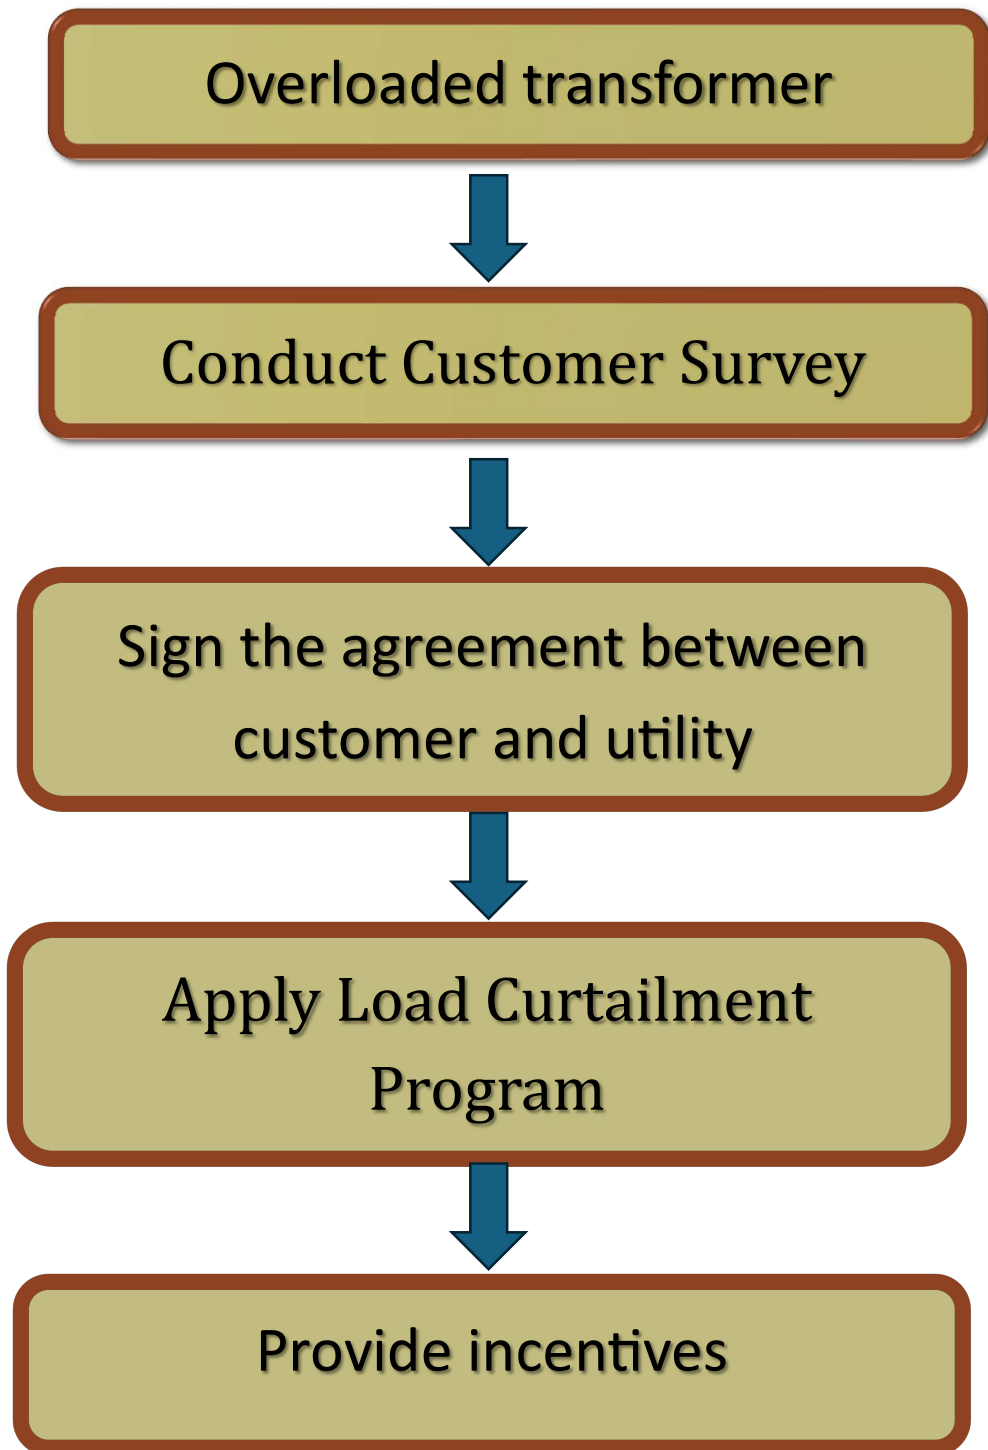 Overloaded transformer
Conduct Customer Survey
Sign the agreement between
customer and utility
Apply Load Curtailment
Program
Provide incentives